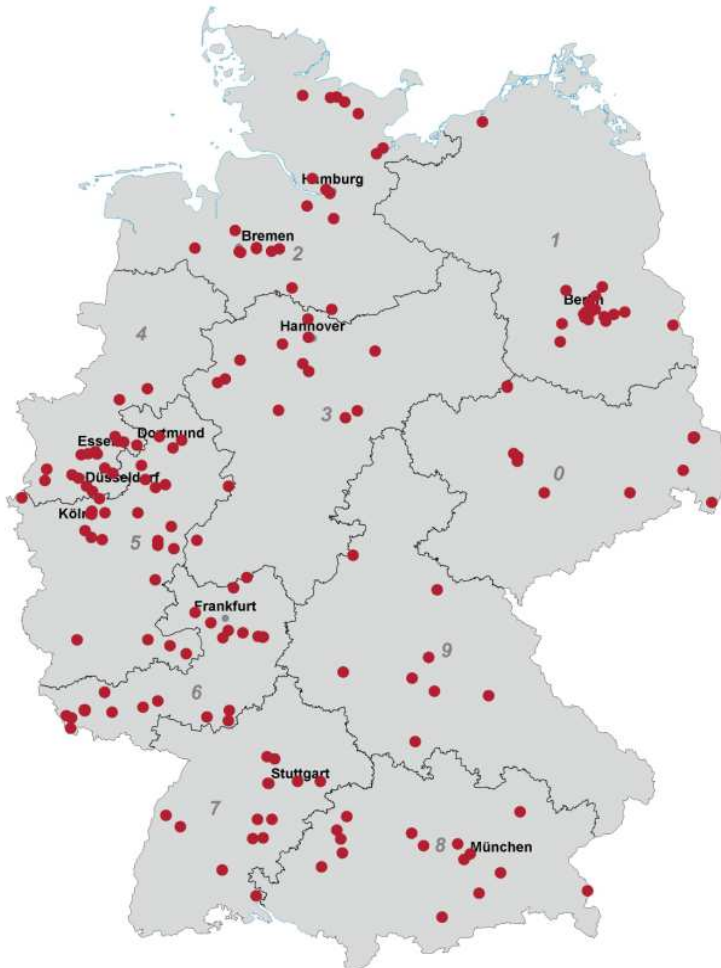 Hamburg
Bremen
2
1
Berlin
Hannover
4
3
Essen
Dortmund
Düsseldorf
0
Köln
5
Frankfurt
9
6
Stuttgart
7
8
München